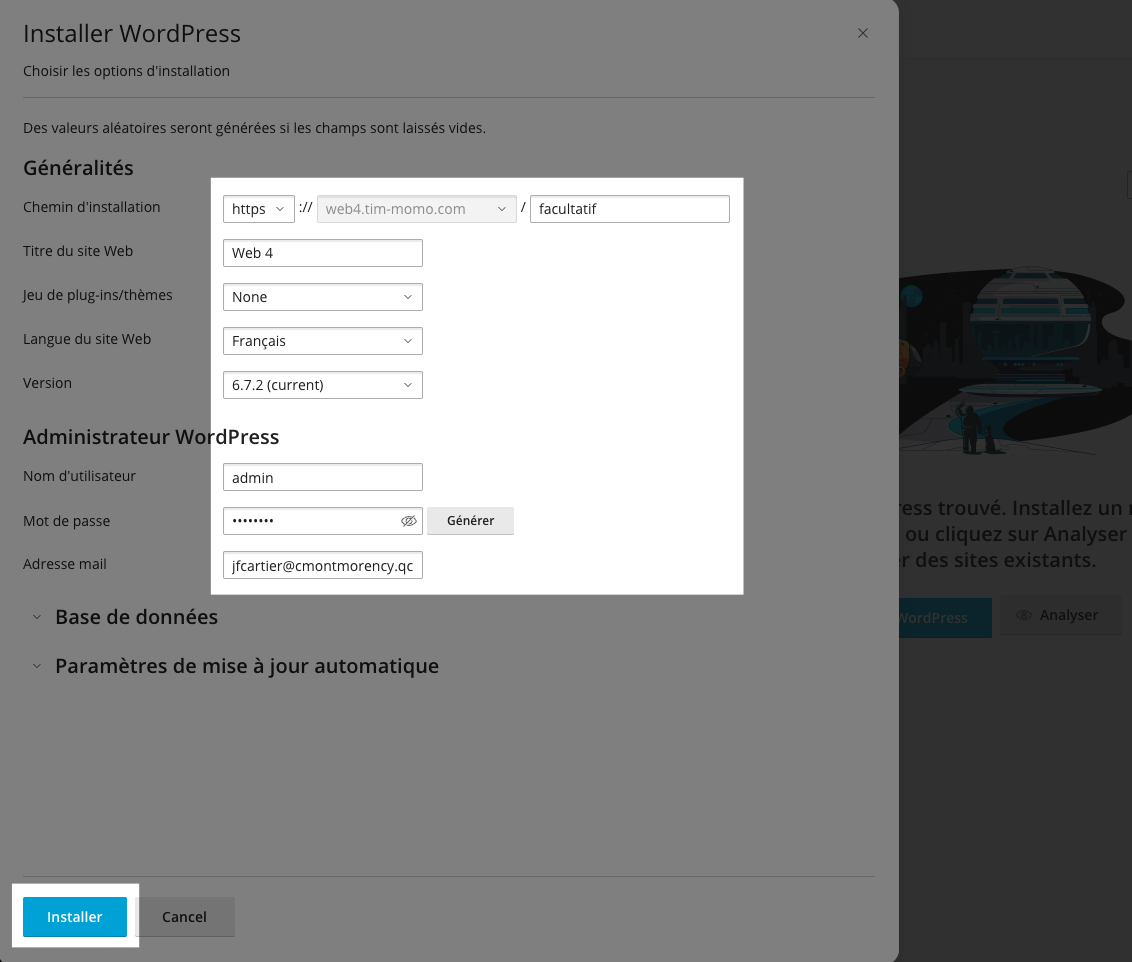 Installer WordPress
Choisir les options d'installation
Des valeurs aléatoires seront générées si les champs sont laissés vides.
Généralités
Chemin d'installation https :// web4.tim-momo.com / facultatif
Titre du site Web Web 4
Jeu de plug-ins/thèmes None
Langue du site Web Français
Version 6.7.2 (current)
Administrateur WordPress
Nom d'utilisateur admin
Mot de passe •••••••• Générer
Adresse mail jfcartier@cmontmorency.qc
Base de données
Paramètres de mise à jour automatique
Installer Cancel
ress trouvé. Installez un
ou cliquez sur Analyser
er des sites existants.
WordPress Analyser